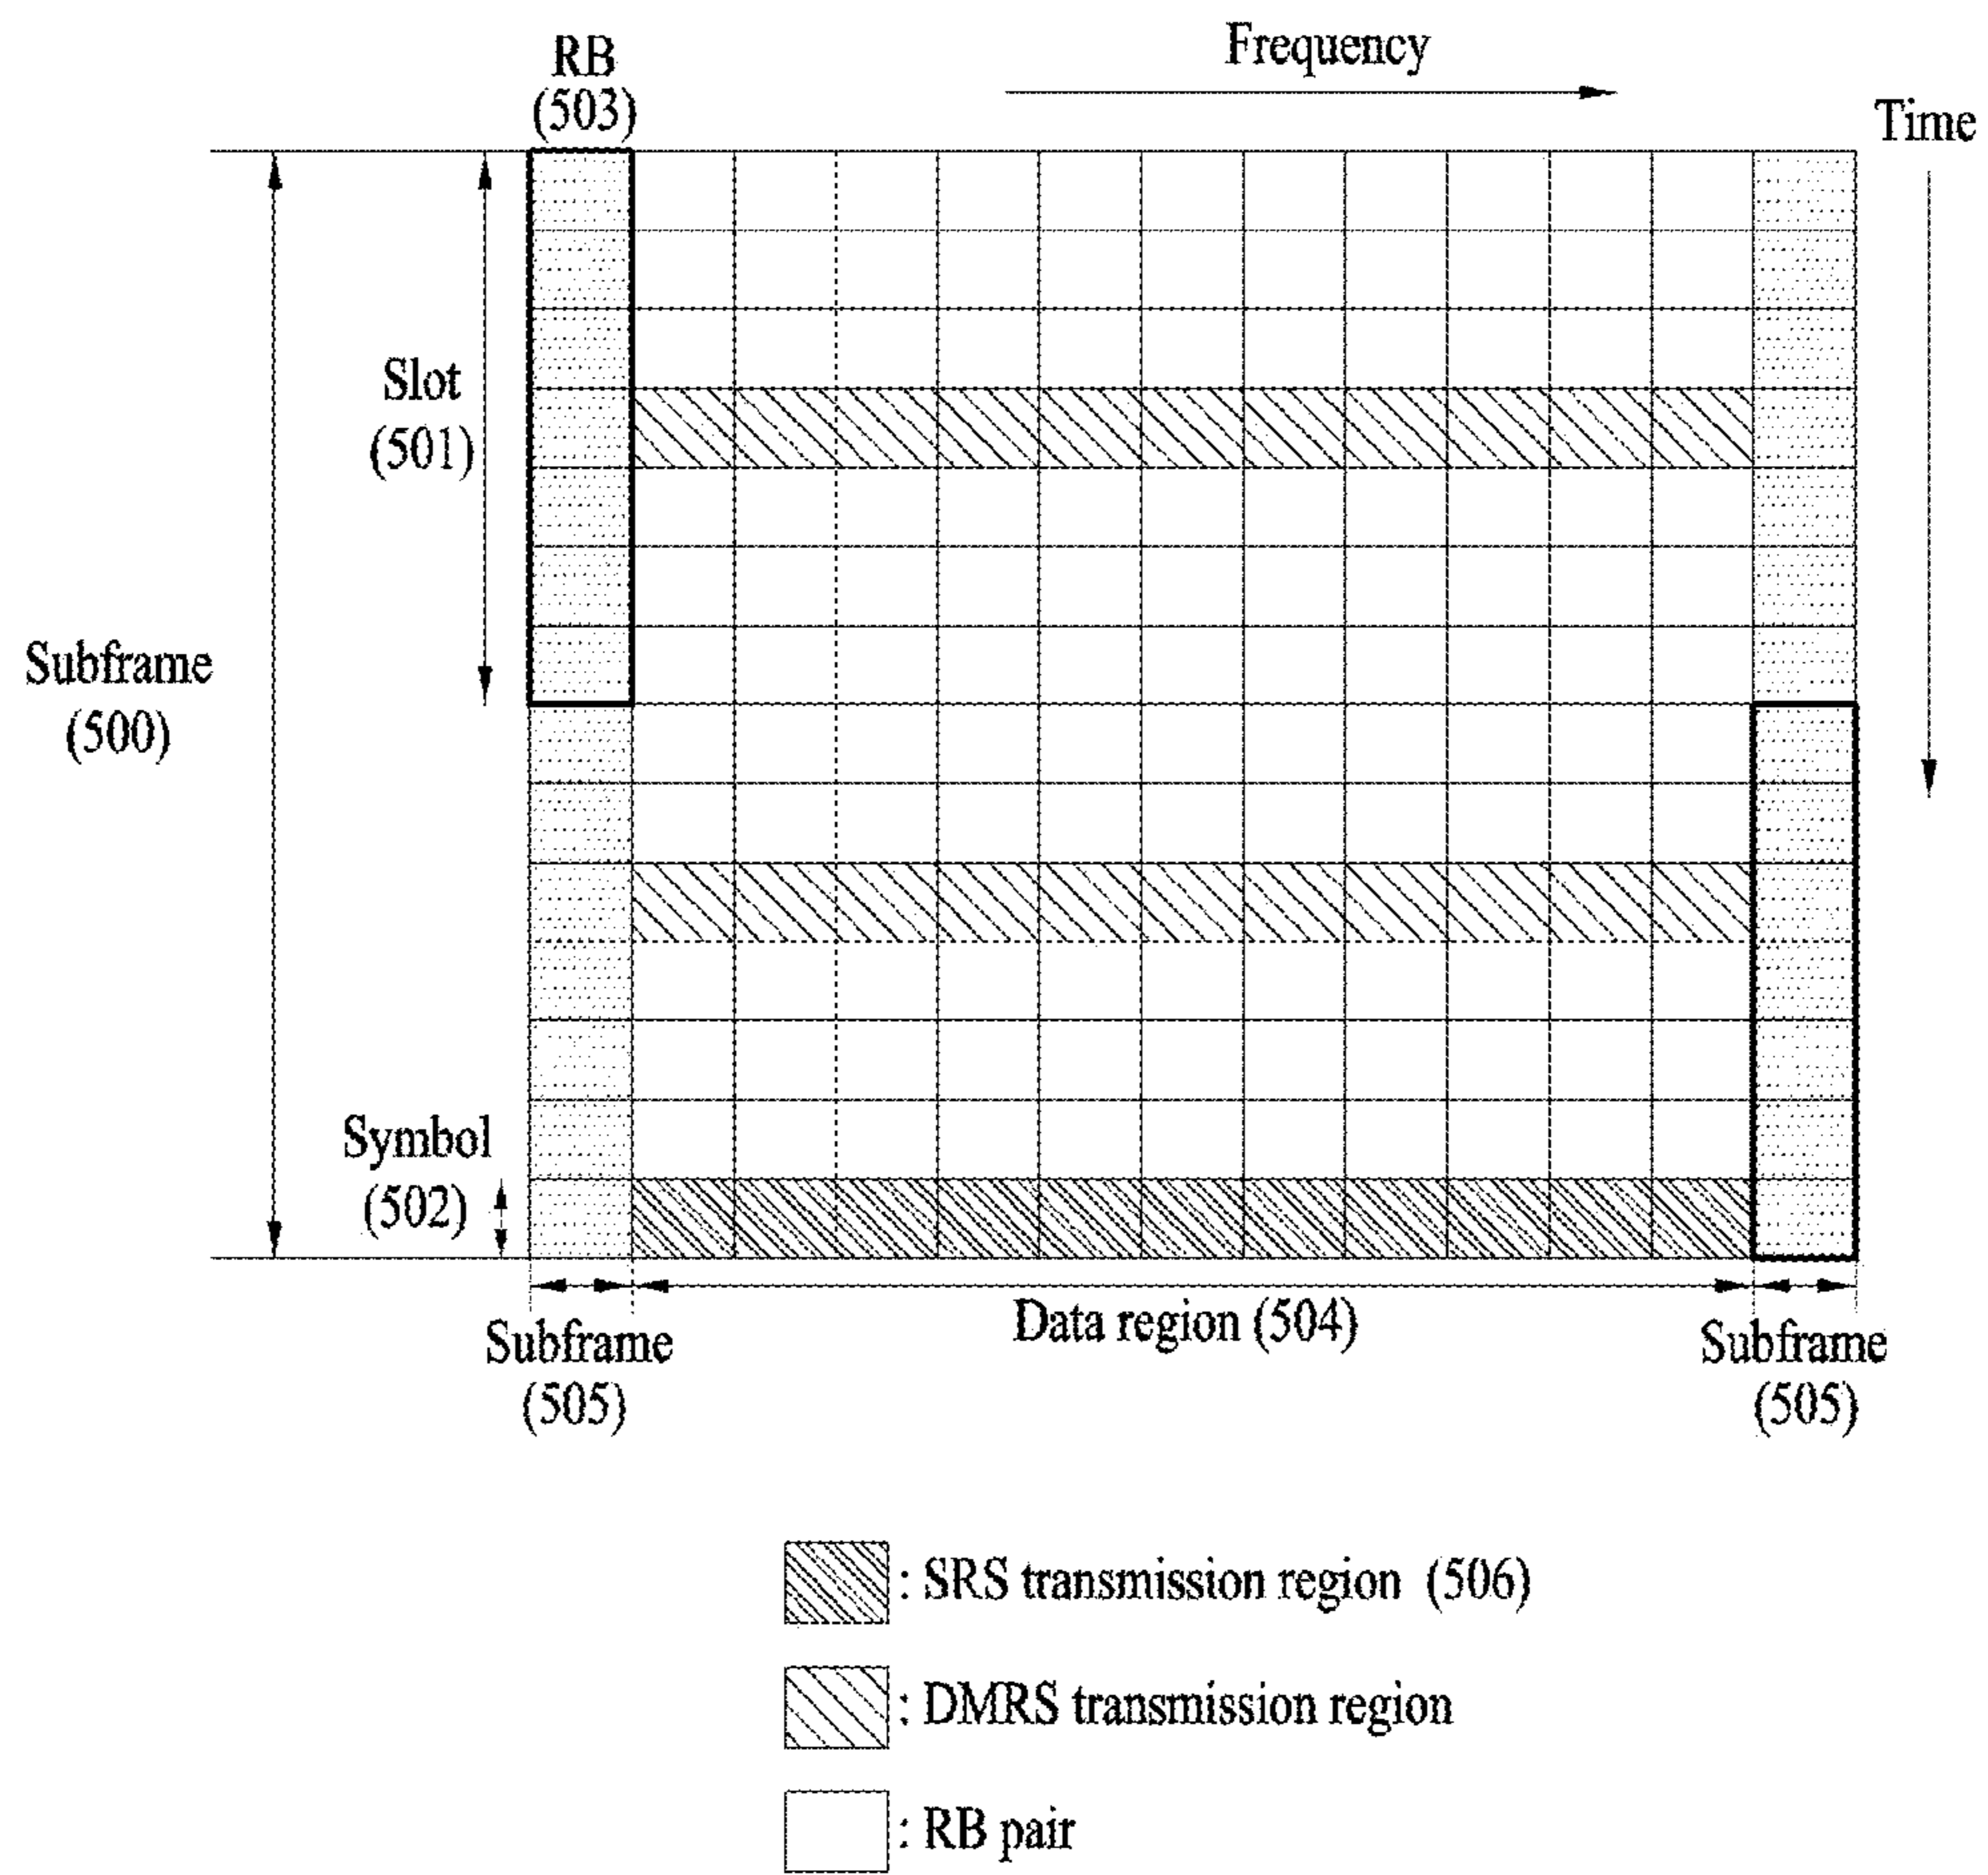 RB
(503)
Frequency
Time
Slot
(501)
Subframe
(500)
Symbol
(502)
Data region (504)
Subframe
(505)
Subframe
(505)
: SRS transmission region (506)
: DMRS transmission region
: RB pair